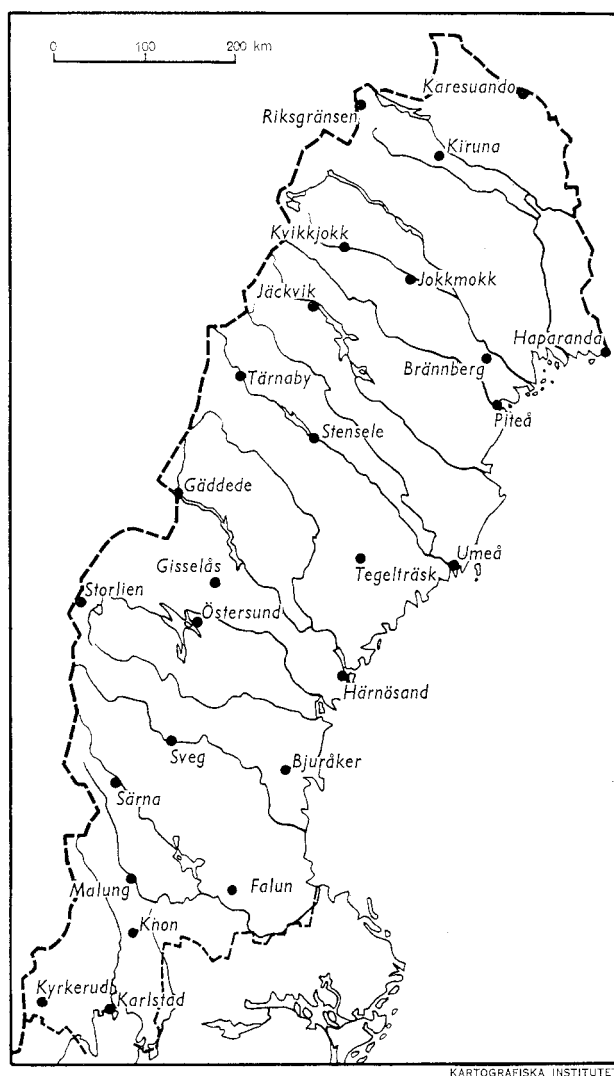 0 100 200 km
Karesuando
Riksgränsen
Kiruna
Kvikkjokk
Jokkmokk
Jäckvik
Haparanda
Brännberg
Tärnaby
Piteå
Stensele
Gäddede
Umeå
Tegelträsk
Gisselås
Storlien
Östersund
Härnösand
Sveg
Bjuråker
Särna
Malung
Falun
Knon
Kyrkerud
Karlstad
KARTOGRAFISKA INSTITUTET